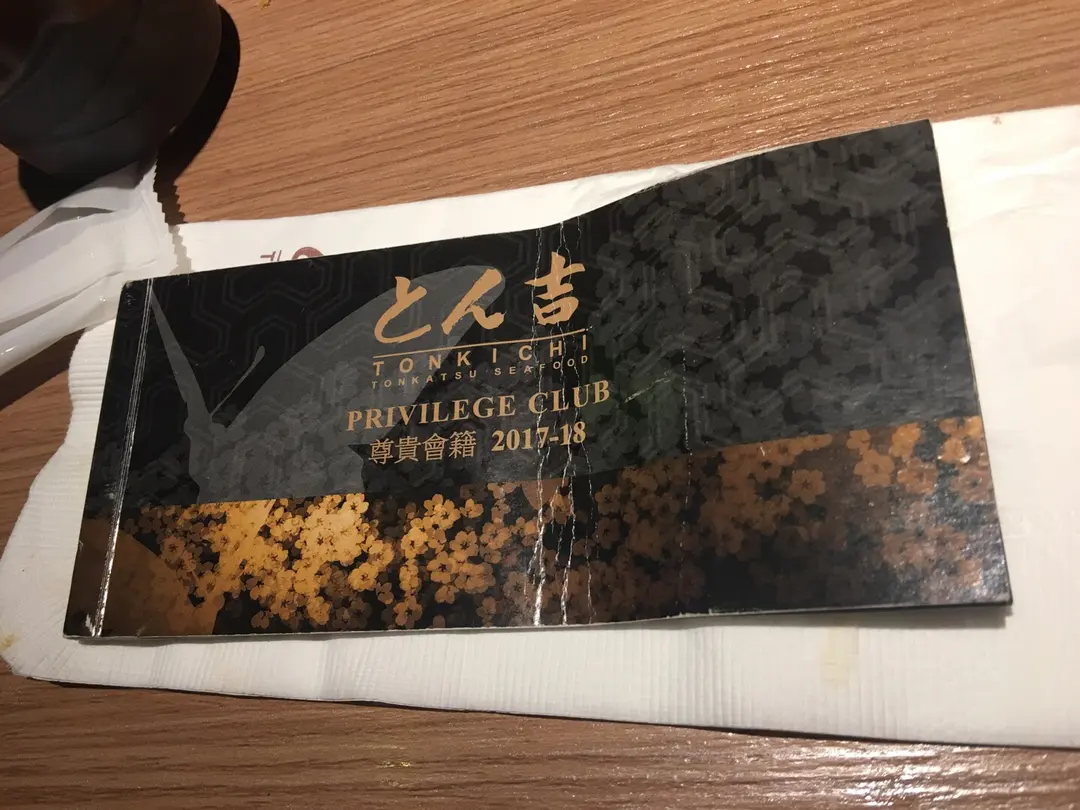 とん吉
TONKICHI
TONKATSU · SEAFOOD
PRIVILEGE CLUB
尊貴會籍 2017-18